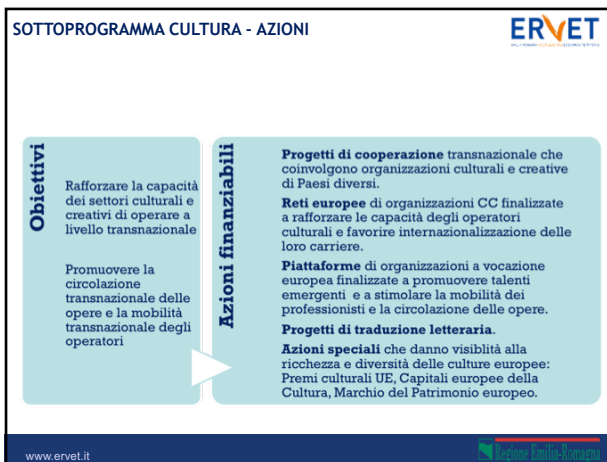 SOTTOPROGRAMMA CULTURA - AZIONI
ERVET
Obiettivi
Rafforzare la capacità
dei settori culturali e
creativi di operare a
livello transnazionale
Promuovere la
circolazione
transnazionale delle
opere e la mobilità
transnazionale degli
operatori
Azioni finanziabili
Progetti di cooperazione transnazionale che
coinvolgono organizzazioni culturali e creative
di Paesi diversi.
Reti europee di organizzazioni CC finalizzate
a rafforzare le capacità degli operatori
culturali e favorire internazionalizzazione delle
loro carriere.
Piattaforme di organizzazioni a vocazione
europea finalizzate a promuovere talenti
emergenti e a stimolare la mobilità dei
professionisti e la circolazione delle opere.
Progetti di traduzione letteraria.
Azioni speciali che danno visiblità alla
ricchezza e diversità delle culture europee:
Premi culturali UE, Capitali europee della
Cultura, Marchio del Patrimonio europeo.
www.ervet.it
Regione Emilia-Romagna